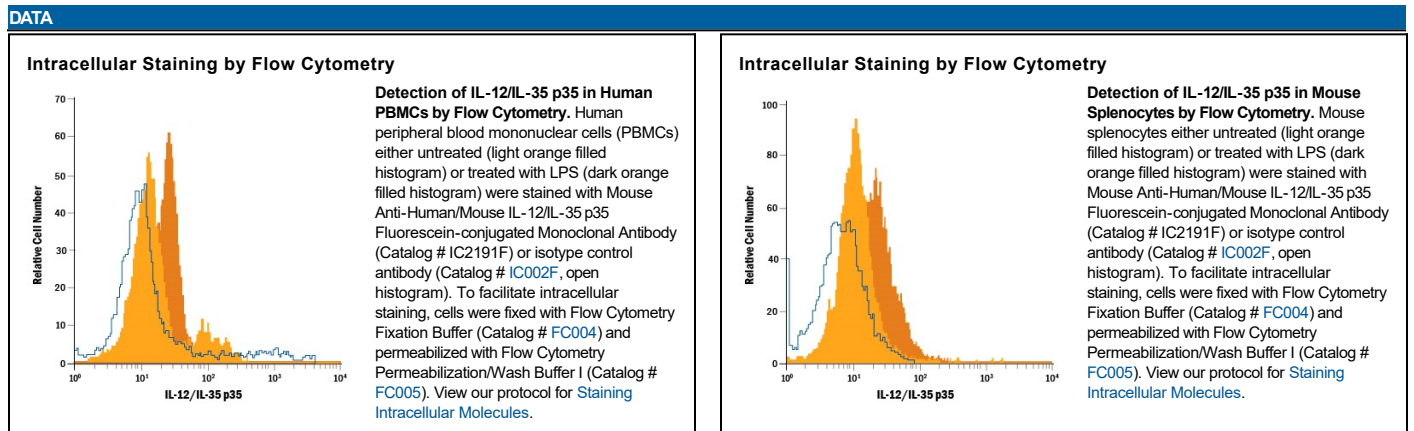 DATA
Intracellular Staining by Flow Cytometry
70
60
50
40
30
20
10
0
Relative Cell Number
10⁰ 10¹ 10² 10³ 10⁴
IL-12/IL-35 p35
Detection of IL-12/IL-35 p35 in Human
PBMCs by Flow Cytometry. Human
peripheral blood mononuclear cells (PBMCs)
either untreated (light orange filled
histogram) or treated with LPS (dark orange
filled histogram) were stained with Mouse
Anti-Human/Mouse IL-12/IL-35 p35
Fluorescein-conjugated Monoclonal Antibody
(Catalog # IC2191F) or isotype control
antibody (Catalog # IC002F, open
histogram). To facilitate intracellular
staining, cells were fixed with Flow Cytometry
Fixation Buffer (Catalog # FC004) and
permeabilized with Flow Cytometry
Permeabilization/Wash Buffer I (Catalog #
FC005). View our protocol for Staining
Intracellular Molecules.
Intracellular Staining by Flow Cytometry
100
80
60
40
20
0
Relative Cell Number
10⁰ 10¹ 10² 10³ 10⁴
IL-12/IL-35 p35
Detection of IL-12/IL-35 p35 in Mouse
Splenocytes by Flow Cytometry. Mouse
splenocytes either untreated (light orange
filled histogram) or treated with LPS (dark
orange filled histogram) were stained with
Mouse Anti-Human/Mouse IL-12/IL-35 p35
Fluorescein-conjugated Monoclonal Antibody
(Catalog # IC2191F) or isotype control
antibody (Catalog # IC002F, open
histogram). To facilitate intracellular
staining, cells were fixed with Flow Cytometry
Fixation Buffer (Catalog # FC004) and
permeabilized with Flow Cytometry
Permeabilization/Wash Buffer I (Catalog #
FC005). View our protocol for Staining
Intracellular Molecules.